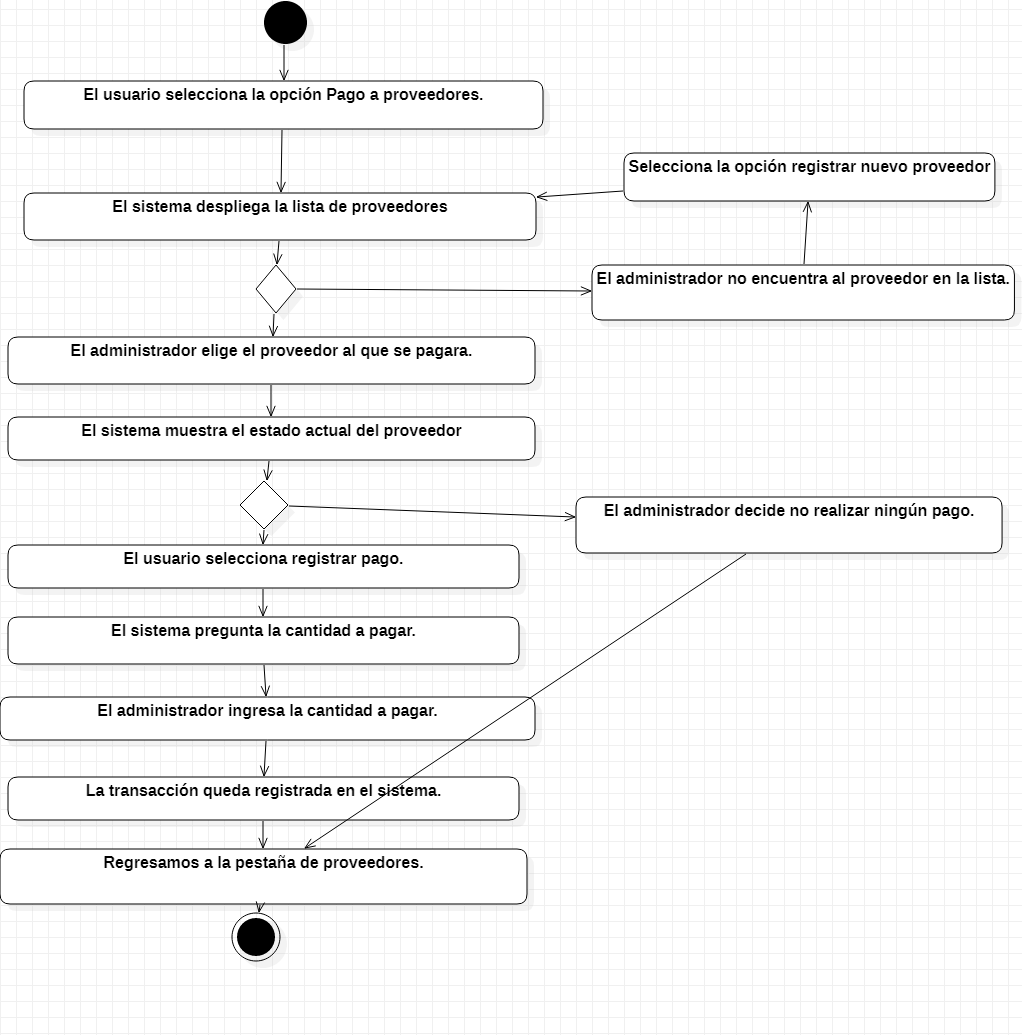 El usuario selecciona la opción Pago a proveedores.
Selecciona la opción registrar nuevo proveedor
El sistema despliega la lista de proveedores
El administrador no encuentra al proveedor en la lista.
El administrador elige el proveedor al que se pagara.
El sistema muestra el estado actual del proveedor
El administrador decide no realizar ningún pago.
El usuario selecciona registrar pago.
El sistema pregunta la cantidad a pagar.
El administrador ingresa la cantidad a pagar.
La transacción queda registrada en el sistema.
Regresamos a la pestaña de proveedores.